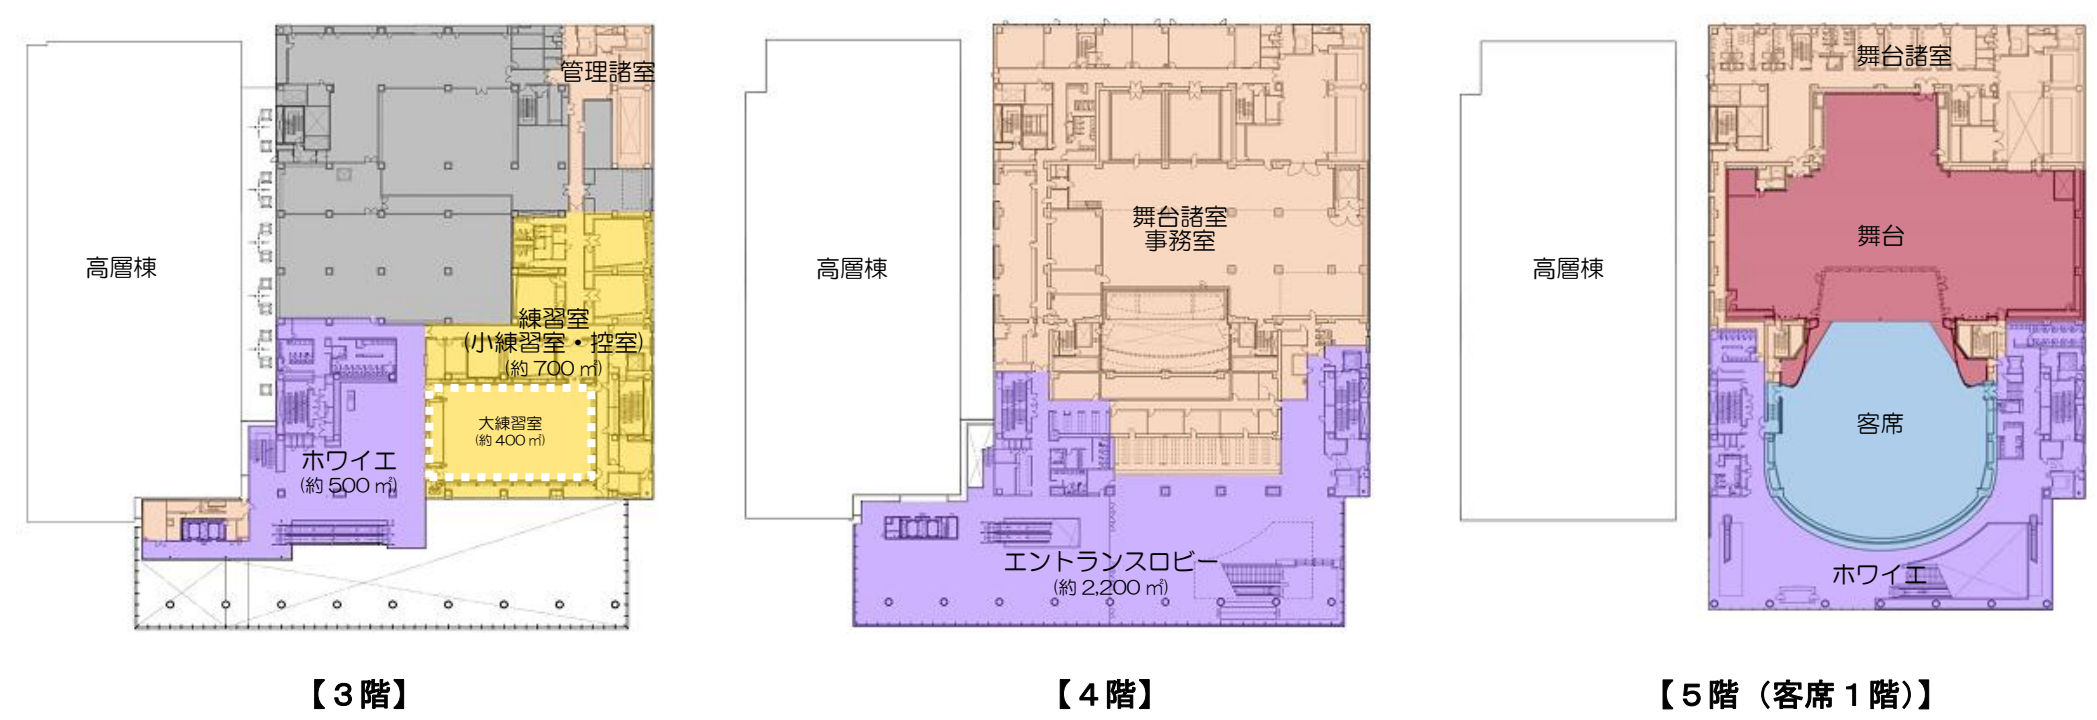 管理諸室
高層棟
練習室
(小練習室・控室)
(約 700 ㎡)
大練習室
(約 400 ㎡)
ホワイエ
(約 500 ㎡)
【３階】
高層棟
舞台諸室
事務室
エントランスロビー
(約 2,200 ㎡)
【４階】
舞台諸室
高層棟
舞台
客席
ホワイエ
【５階（客席１階）】